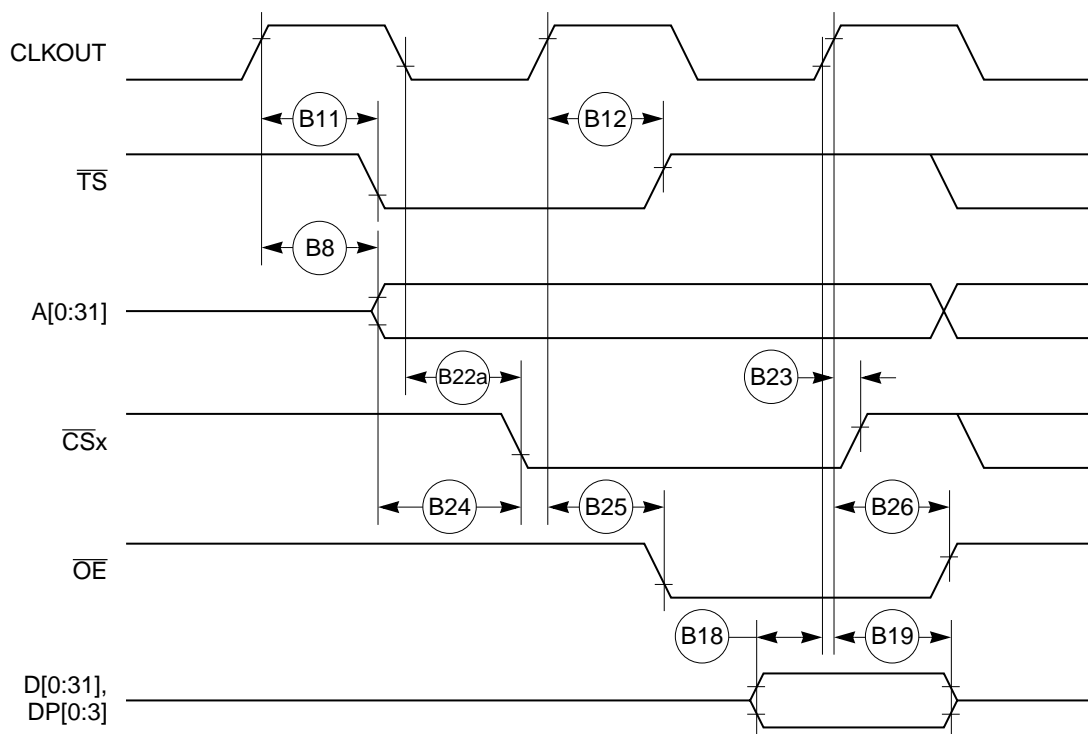 CLKOUT
B11
B12
TS
B8
A[0:31]
B22a
B23
CSx
B24
B25
B26
OE
B18
B19
D[0:31],
DP[0:3]